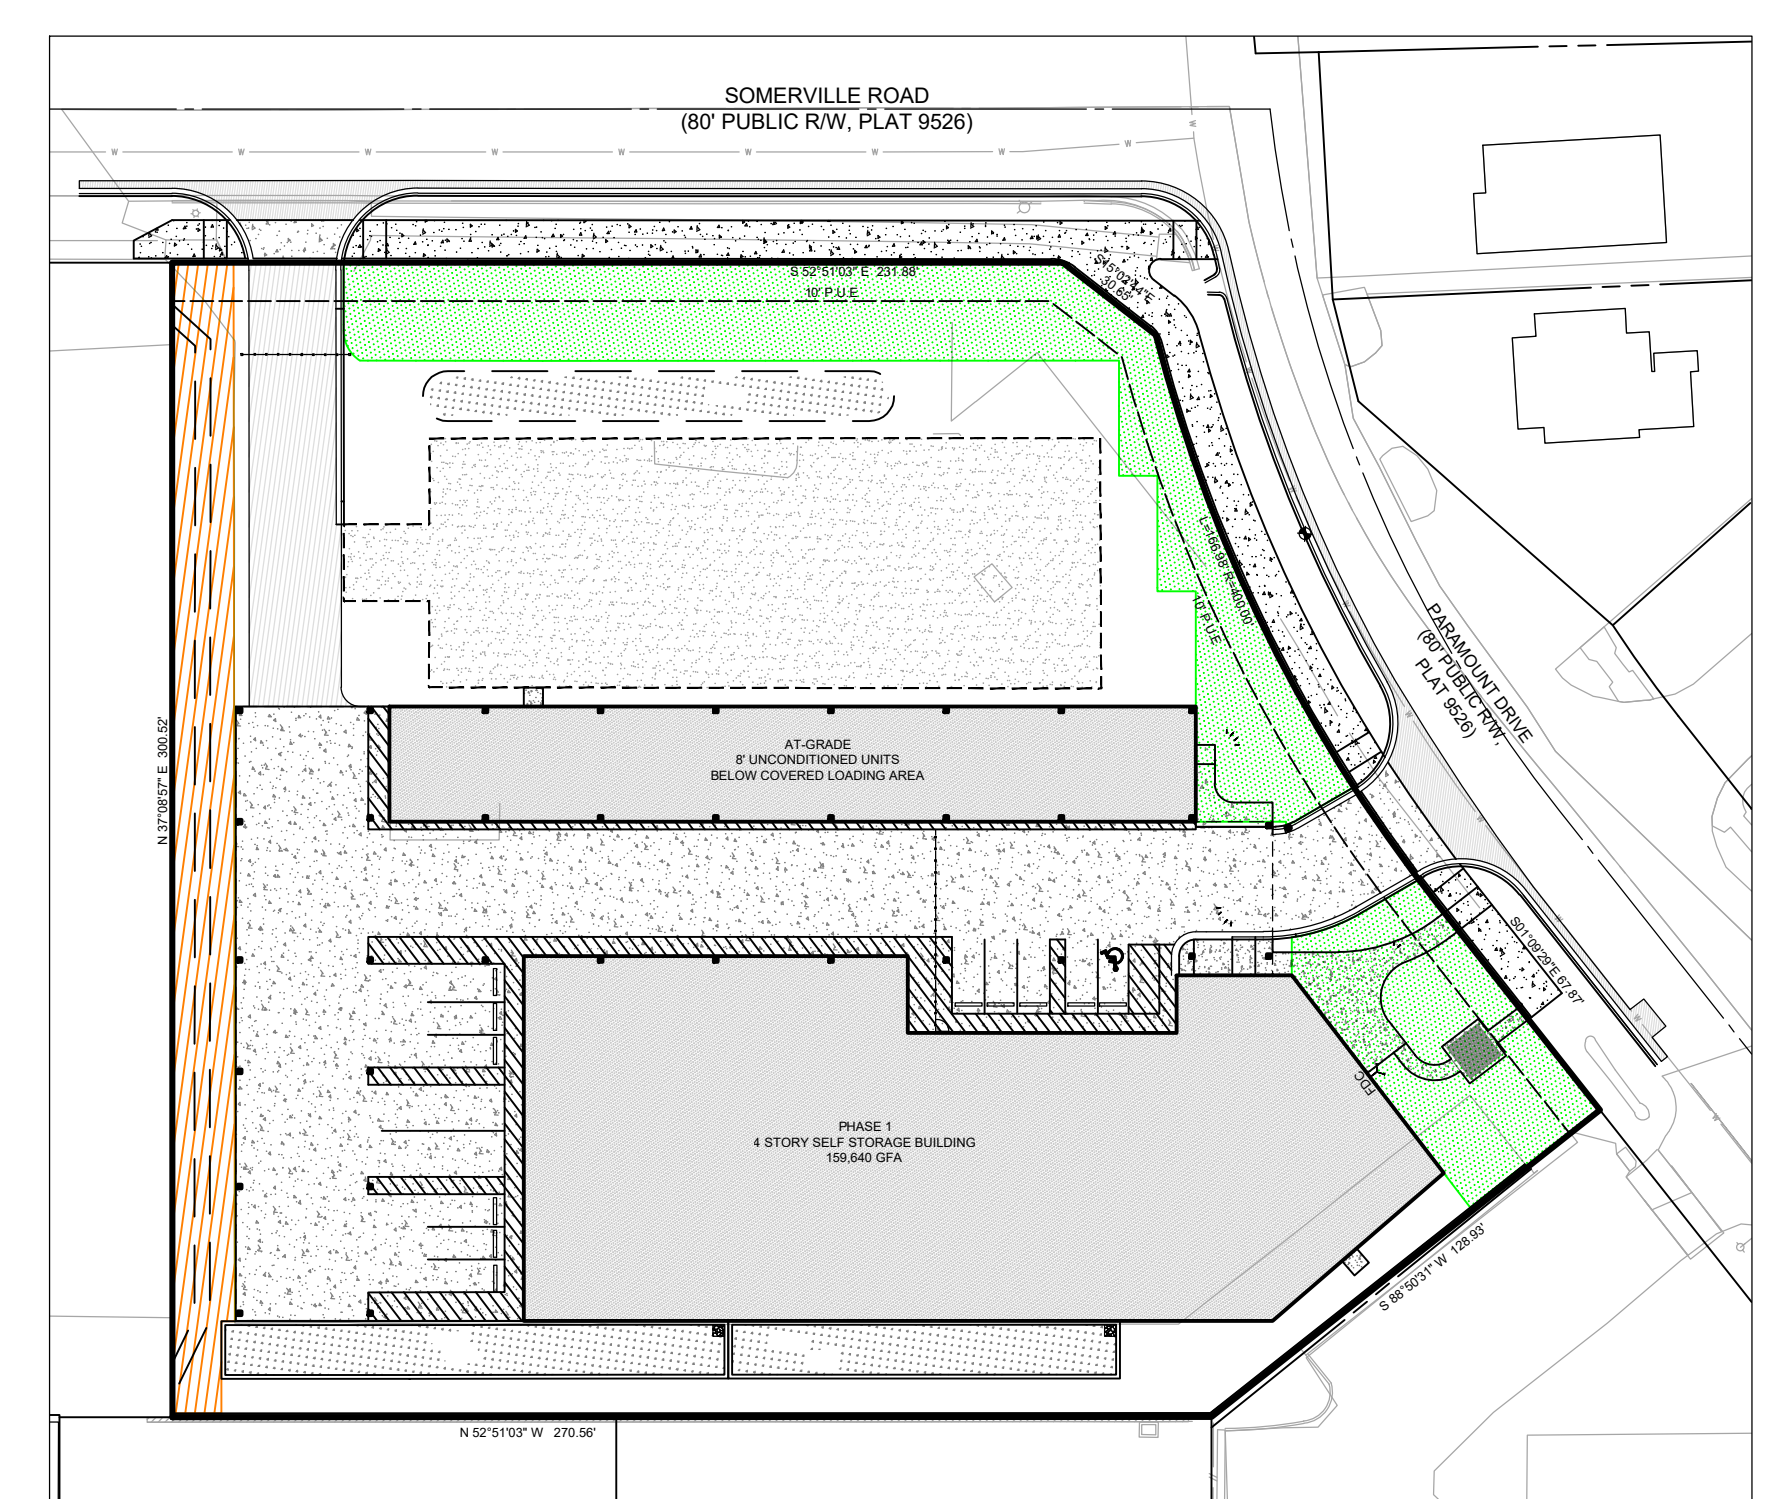 SOMERVILLE ROAD
(80' PUBLIC R/W, PLAT 9526)
S 52°51'03" E 231.88'
10' P.U.E
S15°02'44"E
30.65'
L=166.98' R=400.00'
10' P.U.E
PARAMOUNT DRIVE
(80' PUBLIC R/W,
PLAT 9526)
N 37°08'57" E 300.52'
AT-GRADE
8' UNCONDITIONED UNITS
BELOW COVERED LOADING AREA
S01°09'29"E 67.87'
FDC
PHASE 1
4 STORY SELF STORAGE BUILDING
159,640 GFA
S 88°50'31" W 128.93'
N 52°51'03" W 270.56'